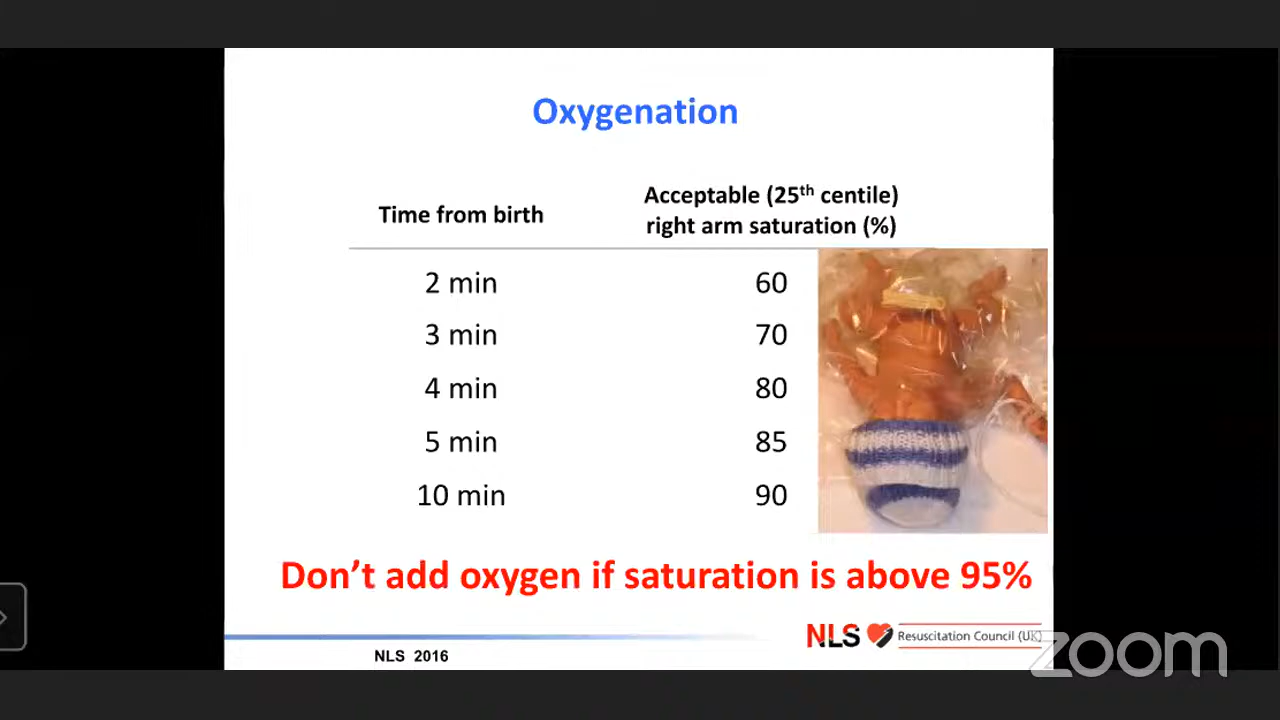 Oxygenation
Time from birth
Acceptable (25th centile)
right arm saturation (%)
2 min 60
3 min 70
4 min 80
5 min 85
10 min 90
Don’t add oxygen if saturation is above 95%
NLS Resuscitation Council (UK)
zoom
NLS 2016